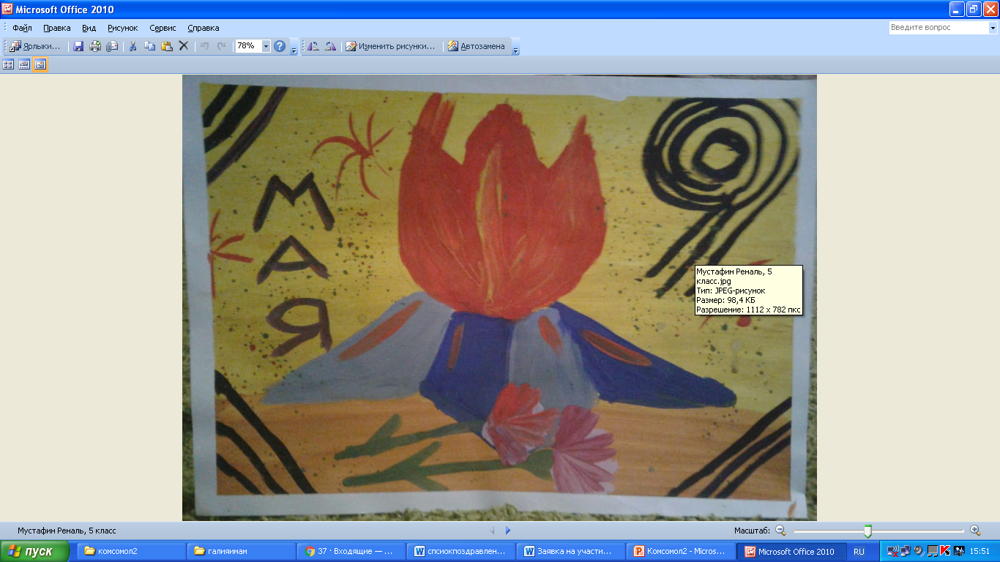 Microsoft Office 2010
Файл Правка Вид Рисунок Сервис Справка
Введите вопрос
Ярлыки... 78% Изменить рисунки... Автозамена
9
МАЯ
Мустафин Реналь, 5
класс.jpg
Тип: JPEG-рисунок
Размер: 98,4 КБ
Разрешение: 1112 x 782 пкс
Мустафин Реналь, 5 класс
Масштаб:
пуск
комсомол2
галияимам
37 · Входящие — ...
спсиокпоздравлен...
Заявка на участи...
Комсомол2 - Micros...
Microsoft Office 2010
RU
15:51